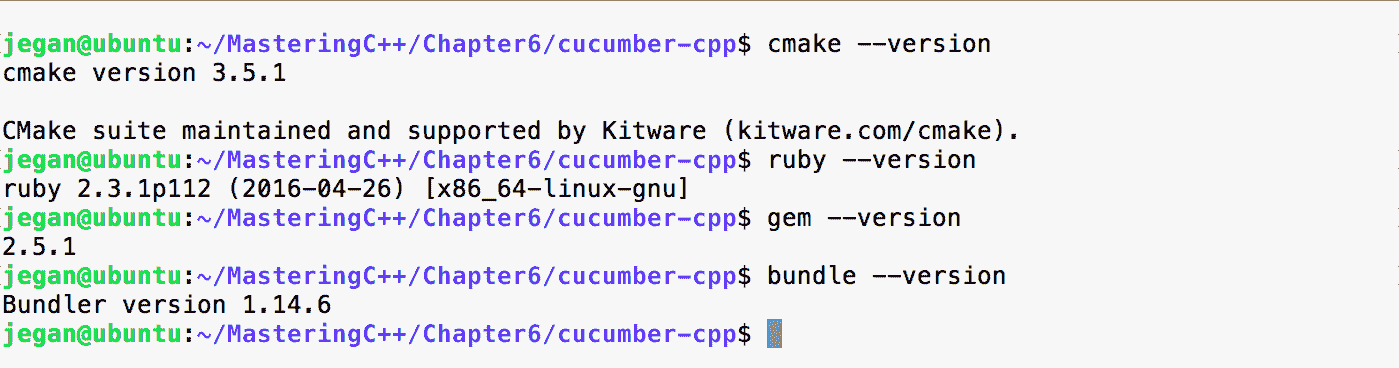 jegan@ubuntu:~/MasteringC++/Chapter6/cucumber-cpp$ cmake --version
cmake version 3.5.1
CMake suite maintained and supported by Kitware (kitware.com/cmake).
jegan@ubuntu:~/MasteringC++/Chapter6/cucumber-cpp$ ruby --version
ruby 2.3.1p112 (2016-04-26) [x86_64-linux-gnu]
jegan@ubuntu:~/MasteringC++/Chapter6/cucumber-cpp$ gem --version
2.5.1
jegan@ubuntu:~/MasteringC++/Chapter6/cucumber-cpp$ bundle --version
Bundler version 1.14.6
jegan@ubuntu:~/MasteringC++/Chapter6/cucumber-cpp$